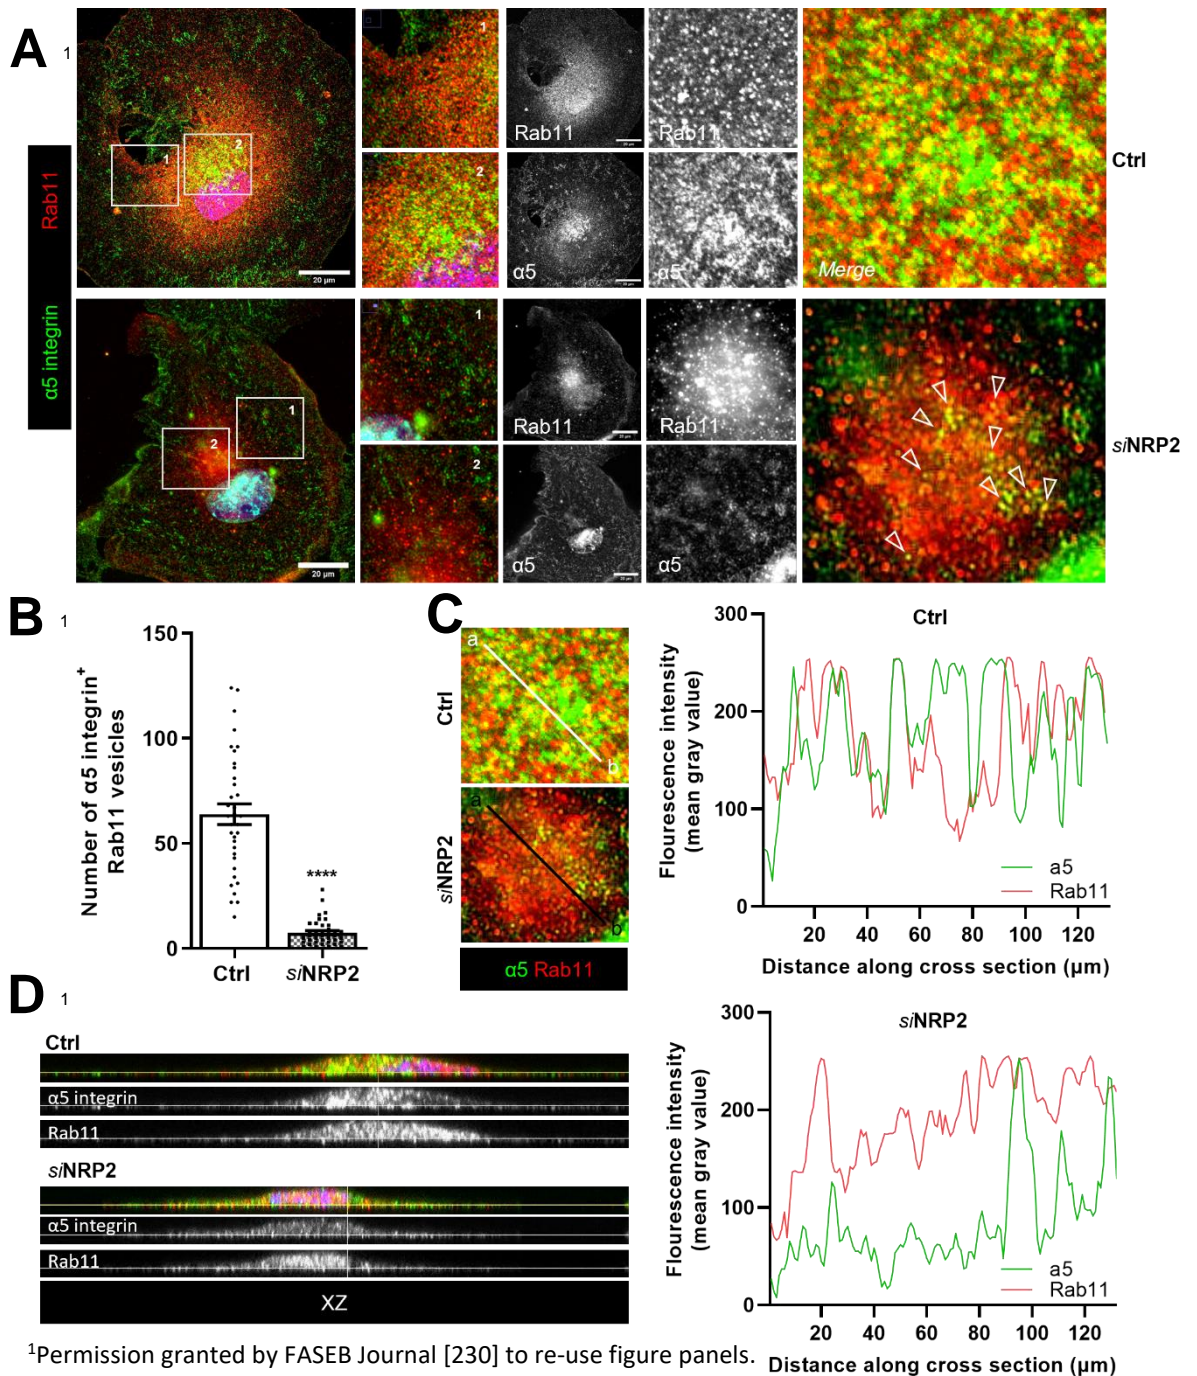 A
1
α5 integrin Rab11
1
2
20 µm
1
2
Rab11
α5
Rab11
α5
Merge
Ctrl
1
2
20 µm
1
2
Rab11
α5
Rab11
α5
siNRP2
B
1
Number of α5 integrin+
Rab11 vesicles
150
100
50
0
****
Ctrl
siNRP2
C
Ctrl
a
b
siNRP2
a
b
α5 Rab11
Ctrl
Flourescence intensity
(mean gray value)
300
200
100
0
a5
Rab11
20 40 60 80 100 120
Distance along cross section (µm)
siNRP2
Flourescence intensity
(mean gray value)
300
200
100
0
a5
Rab11
20 40 60 80 100 120
Distance along cross section (µm)
D
1
Ctrl
α5 integrin
Rab11
siNRP2
α5 integrin
Rab11
XZ
1Permission granted by FASEB Journal [230] to re-use figure panels.